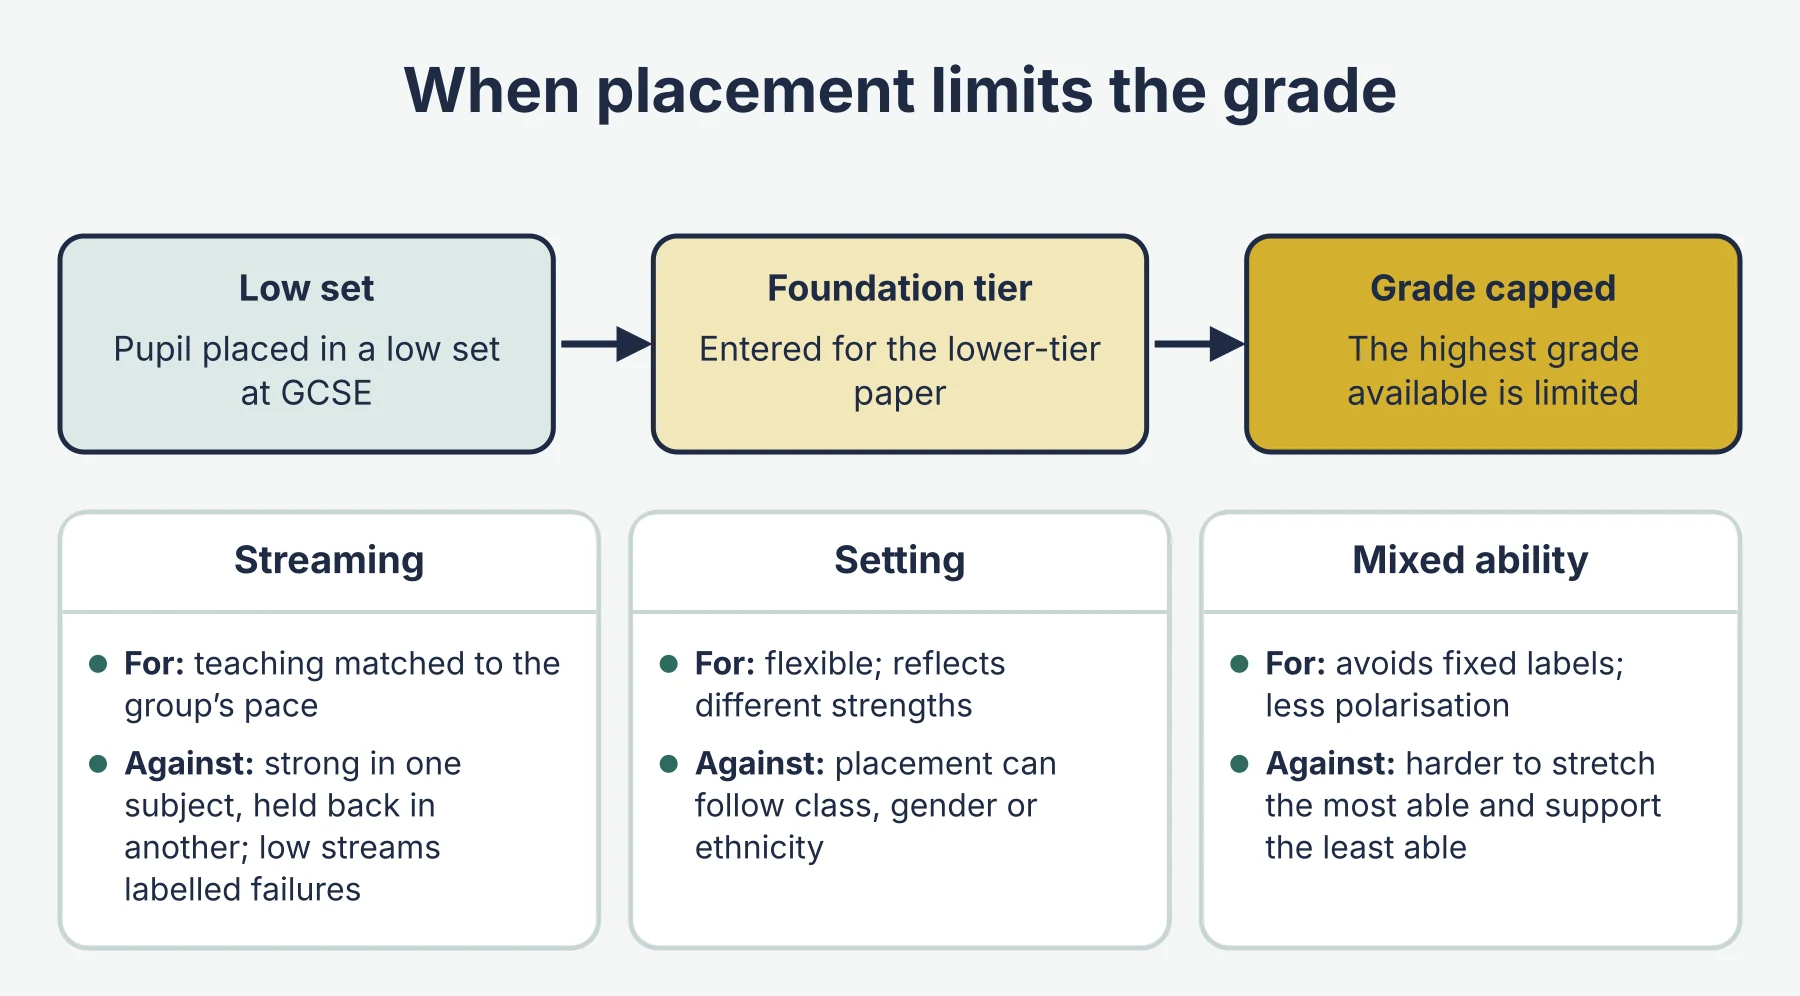 When placement limits the grade
Low set
Pupil placed in a low set
at GCSE
Foundation tier
Entered for the lower-tier
paper
Grade capped
The highest grade
available is limited
Streaming
For: teaching matched to the
group’s pace
Against: strong in one
subject, held back in
another; low streams
labelled failures
Setting
For: flexible; reflects
different strengths
Against: placement can
follow class, gender or
ethnicity
Mixed ability
For: avoids fixed labels;
less polarisation
Against: harder to stretch
the most able and support
the least able